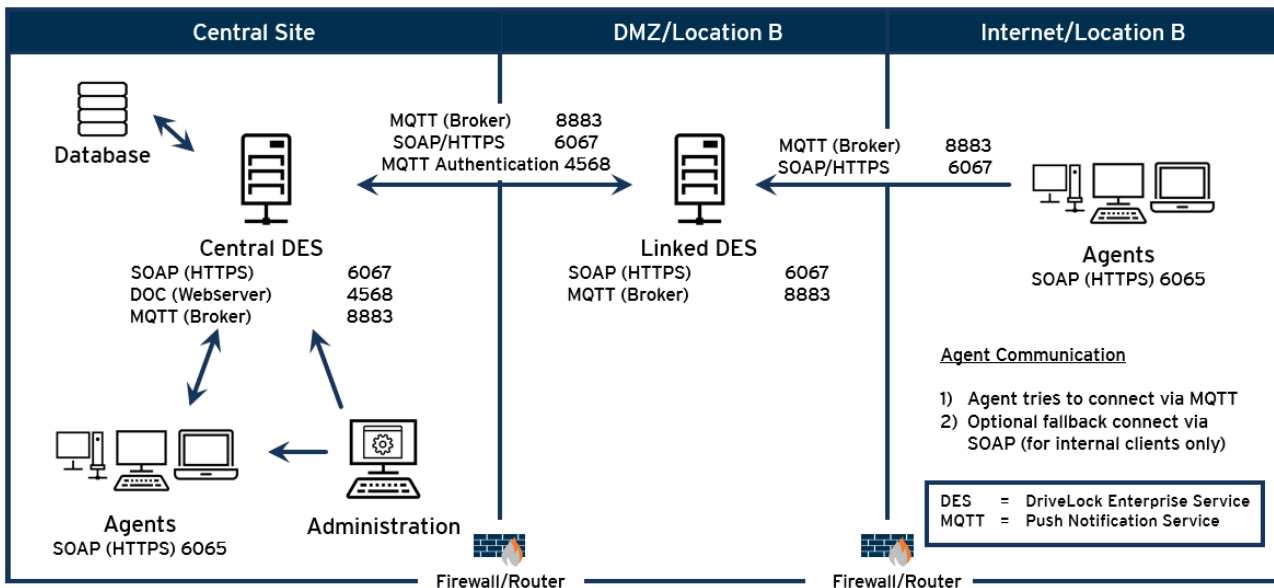 Central Site
DMZ/Location B
Internet/Location B
Database
MQTT (Broker) 8883
SOAP/HTTPS 6067
MQTT Authentication 4568
MQTT (Broker) 8883
SOAP/HTTPS 6067
Central DES
SOAP (HTTPS) 6067
DOC (Webserver) 4568
MQTT (Broker) 8883
Linked DES
SOAP (HTTPS) 6067
MQTT (Broker) 8883
Agents
SOAP (HTTPS) 6065
Agent Communication
1) Agent tries to connect via MQTT
2) Optional fallback connect via
SOAP (for internal clients only)
DES = DriveLock Enterprise Service
MQTT = Push Notification Service
Agents
SOAP (HTTPS) 6065
Administration
Firewall/Router
Firewall/Router